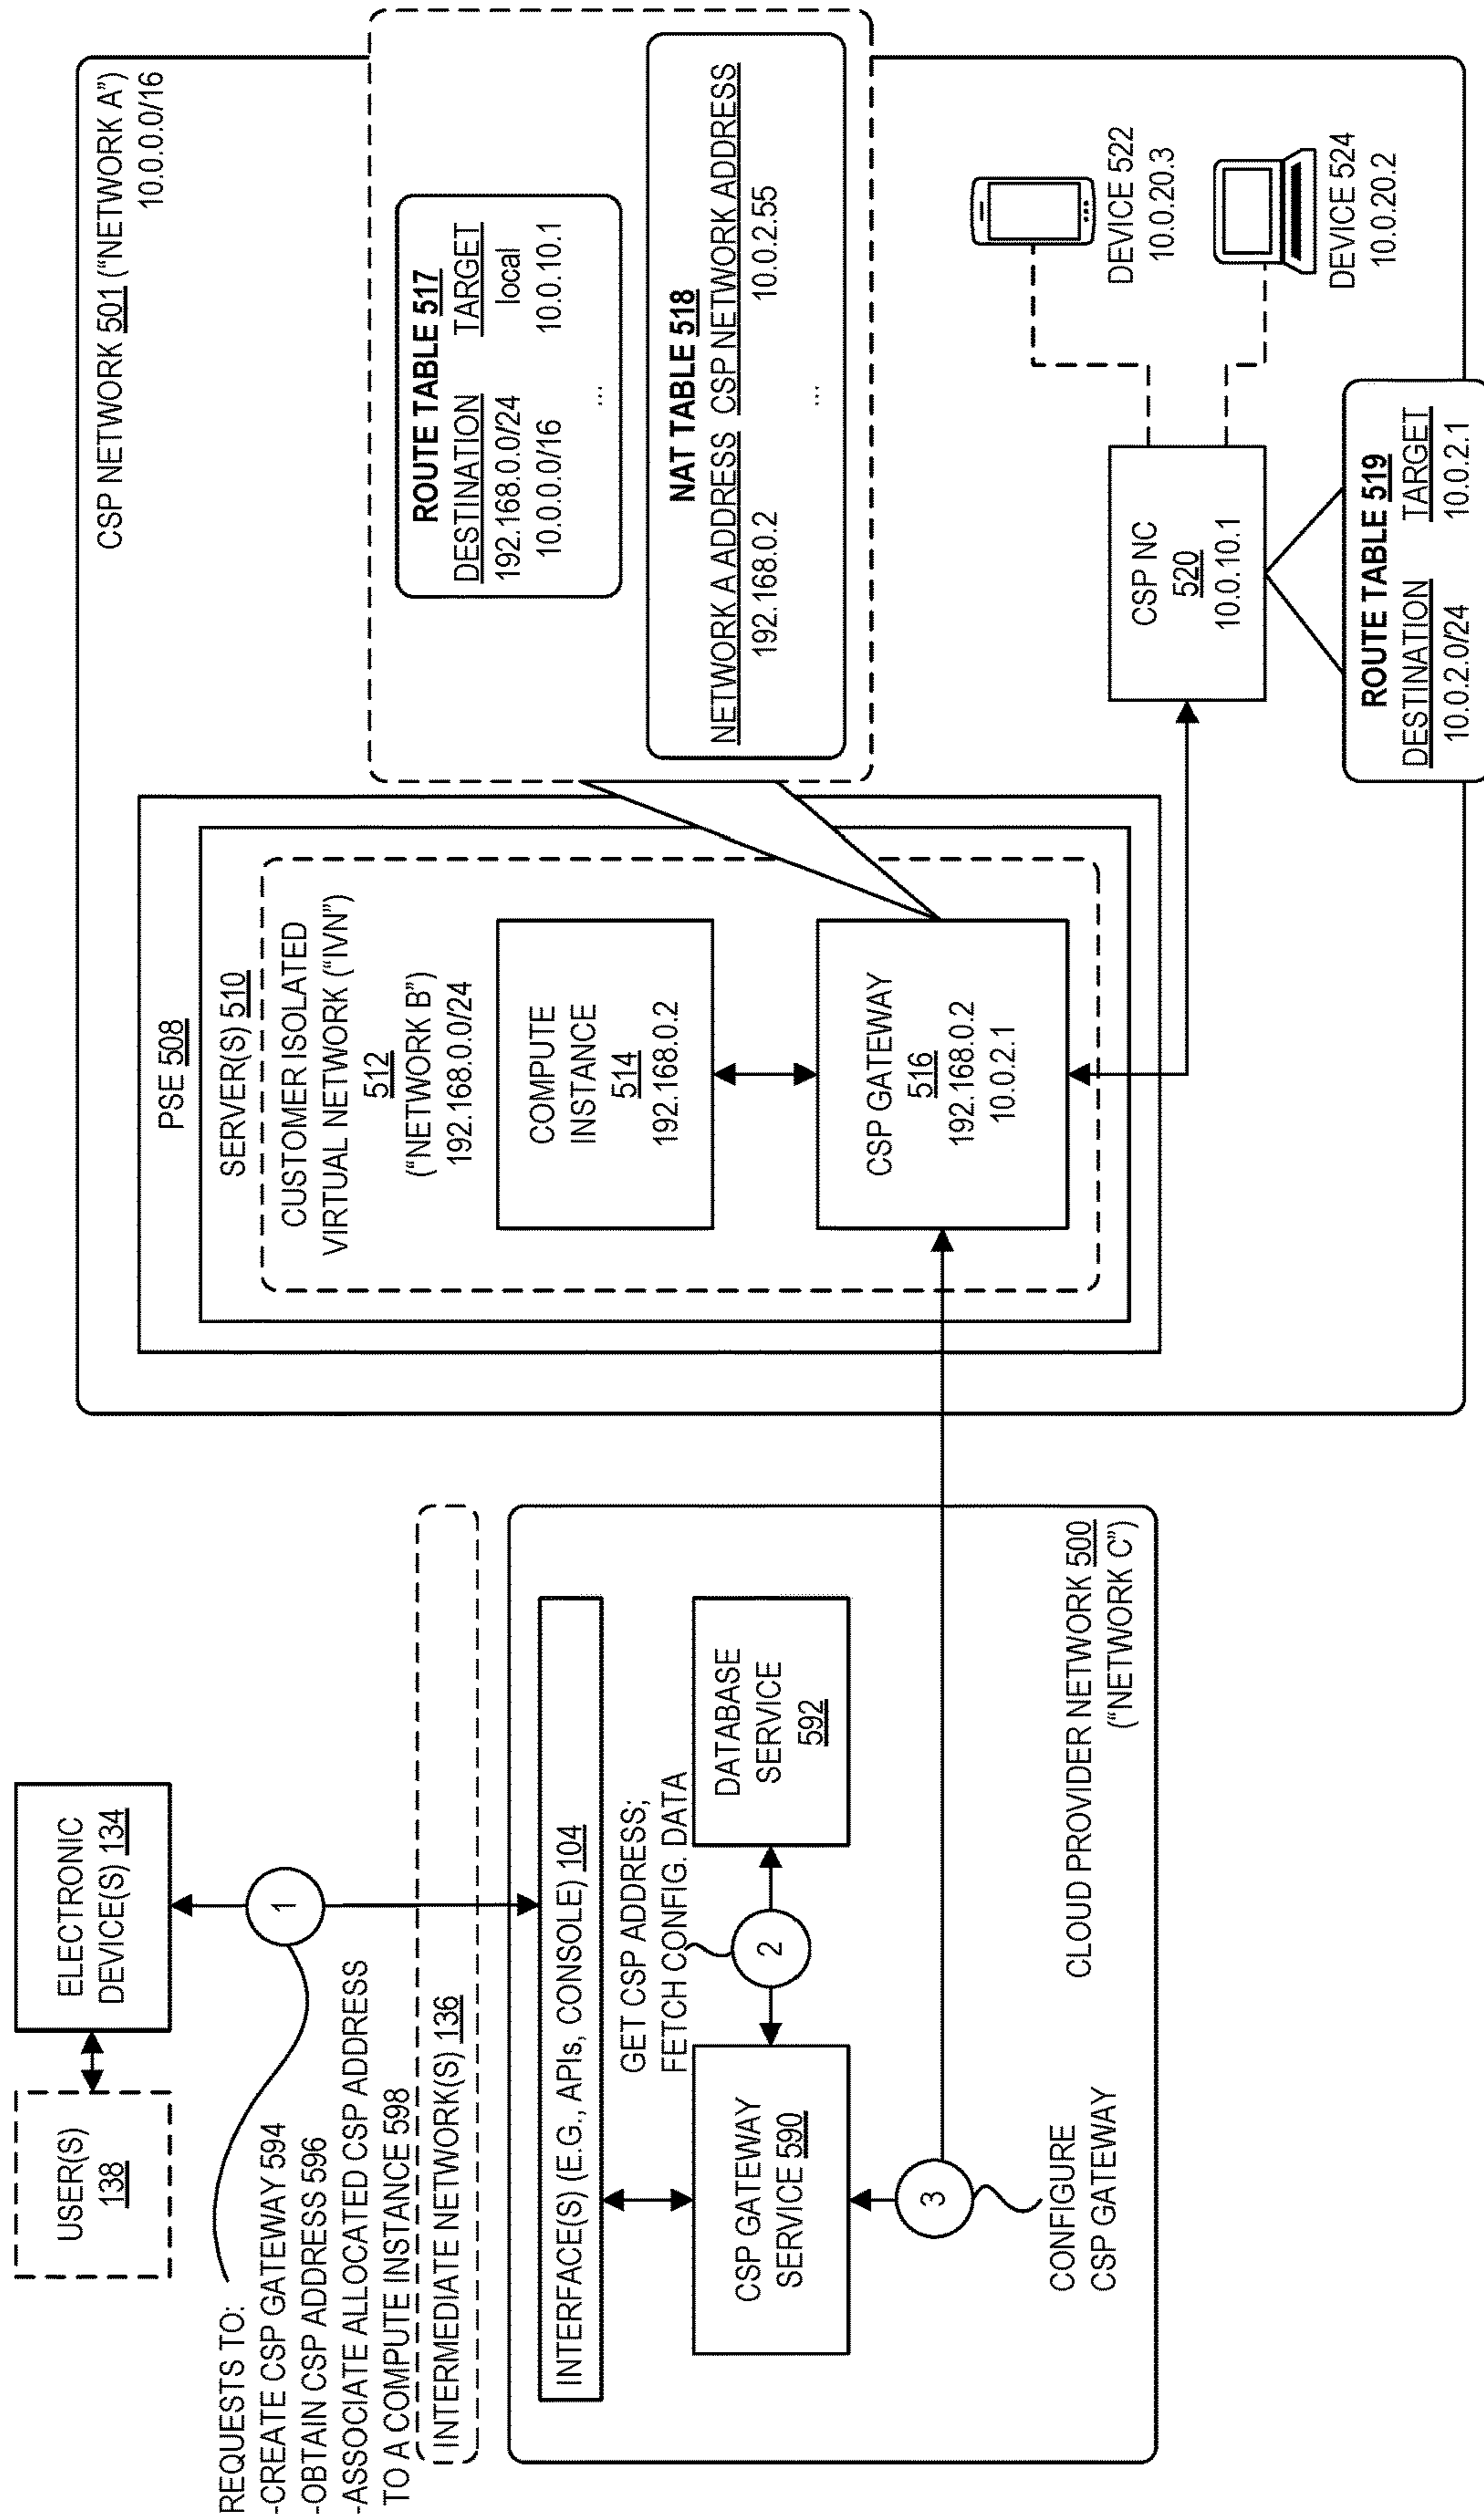 USER(S)
138
ELECTRONIC
DEVICE(S) 134
1
REQUESTS TO:
-CREATE CSP GATEWAY 594
-OBTAIN CSP ADDRESS 596
-ASSOCIATE ALLOCATED CSP ADDRESS
TO A COMPUTE INSTANCE 598
INTERMEDIATE NETWORK(S) 136
INTERFACE(S) (E.G., APIs, CONSOLE) 104
GET CSP ADDRESS;
FETCH CONFIG. DATA
CSP GATEWAY
SERVICE 590
2
DATABASE
SERVICE
592
3
CONFIGURE
CSP GATEWAY
CLOUD PROVIDER NETWORK 500
("NETWORK C")
CSP NETWORK 501 ("NETWORK A")
10.0.0.0/16
PSE 508
SERVER(S) 510
CUSTOMER ISOLATED
VIRTUAL NETWORK ("IVN")
512
("NETWORK B")
192.168.0.0/24
COMPUTE
INSTANCE
514
192.168.0.2
CSP GATEWAY
516
192.168.0.2
10.0.2.1
ROUTE TABLE 517
DESTINATION TARGET
192.168.0.0/24 local
10.0.0.0/16 10.0.10.1
...
NAT TABLE 518
NETWORK A ADDRESS CSP NETWORK ADDRESS
192.168.0.2 10.0.2.55
...
CSP NC
520
10.0.10.1
DEVICE 522
10.0.20.3
DEVICE 524
10.0.20.2
ROUTE TABLE 519
DESTINATION TARGET
10.0.2.0/24 10.0.2.1